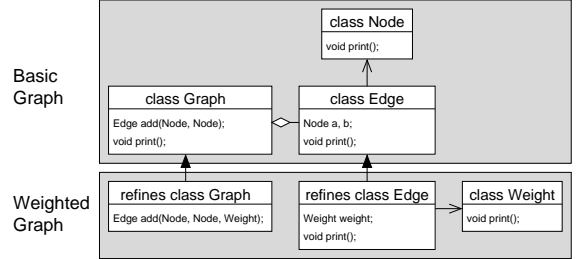 Basic
Graph
class Node
void print();
class Graph
Edge add(Node, Node);
void print();
class Edge
Node a, b;
void print();
Weighted
Graph
refines class Graph
Edge add(Node, Node, Weight);
refines class Edge
Weight weight;
void print();
class Weight
void print();